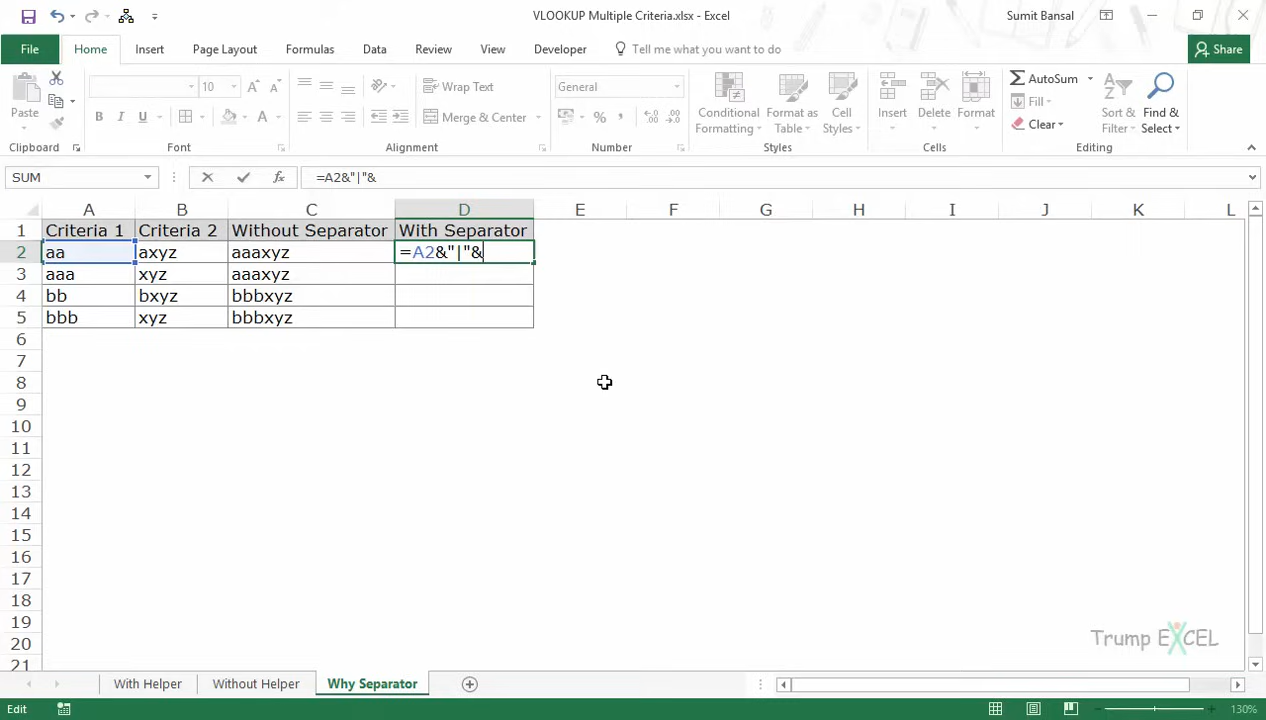 VLOOKUP Multiple Criteria.xlsx - Excel
Sumit Bansal
File Home Insert Page Layout Formulas Data Review View Developer Tell me what you want to do Share
Paste
Clipboard
10 A A
B I U A
Font
Wrap Text
Merge & Center
Alignment
General
% ,
Number
Conditional Formatting
Format as Table
Cell Styles
Styles
Insert Delete Format
Cells
AutoSum
Fill
Clear
Sort & Filter
Find & Select
Editing
SUM fx =A2&"|"&
A B C D E F G H I J K L
1 Criteria 1 Criteria 2 Without Separator With Separator
2 aa axyz aaaxyz =A2&"|"&
3 aaa xyz aaaxyz
4 bb bxyz bbbxyz
5 bbb xyz bbbxyz
6
7
8
9
10
11
12
13
14
15
16
17
18
19
20
21
Trump EXCEL
With Helper Without Helper Why Separator
Edit 130%